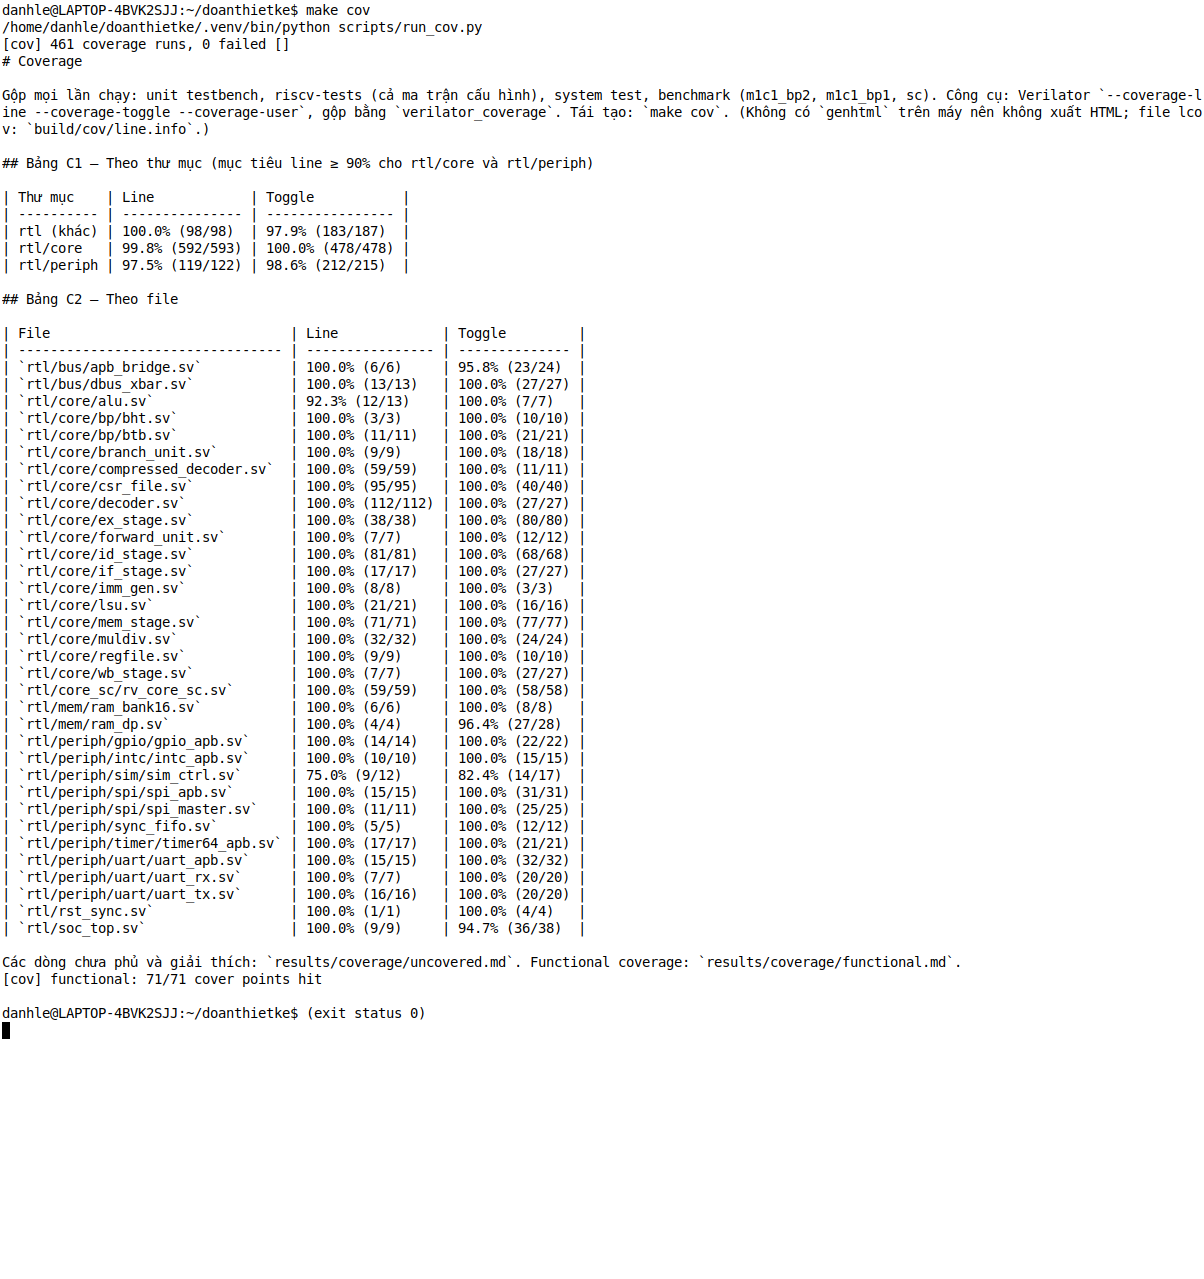 danhle@LAPTOP-4BVK2SJJ:~/doanthietke$ make cov
/home/danhle/doanthietke/.venv/bin/python scripts/run_cov.py
[cov] 461 coverage runs, 0 failed []
# Coverage
Gộp mọi lần chạy: unit testbench, riscv-tests (cả ma trận cấu hình), system test, benchmark (m1c1_bp2, m1c1_bp1, sc). Công cụ: Verilator `--coverage-l
ine --coverage-toggle --coverage-user`, gộp bằng `verilator_coverage`. Tái tạo: `make cov`. (Không có `genhtml` trên máy nên không xuất HTML; file lco
v: `build/cov/line.info`.)
## Bảng C1 — Theo thư mục (mục tiêu line ≥ 90% cho rtl/core và rtl/periph)
| Thư mục    | Line            | Toggle           |
| ---------- | --------------- | ---------------- |
| rtl (khác) | 100.0% (98/98)  | 97.9% (183/187)  |
| rtl/core   | 99.8% (592/593) | 100.0% (478/478) |
| rtl/periph | 97.5% (119/122) | 98.6% (212/215)  |
## Bảng C2 — Theo file
| File                              | Line             | Toggle         |
| --------------------------------- | ---------------- | -------------- |
| `rtl/bus/apb_bridge.sv`           | 100.0% (6/6)     | 95.8% (23/24)  |
| `rtl/bus/dbus_xbar.sv`            | 100.0% (13/13)   | 100.0% (27/27) |
| `rtl/core/alu.sv`                 | 92.3% (12/13)    | 100.0% (7/7)   |
| `rtl/core/bp/bht.sv`              | 100.0% (3/3)     | 100.0% (10/10) |
| `rtl/core/bp/btb.sv`              | 100.0% (11/11)   | 100.0% (21/21) |
| `rtl/core/branch_unit.sv`         | 100.0% (9/9)     | 100.0% (18/18) |
| `rtl/core/compressed_decoder.sv`  | 100.0% (59/59)   | 100.0% (11/11) |
| `rtl/core/csr_file.sv`            | 100.0% (95/95)   | 100.0% (40/40) |
| `rtl/core/decoder.sv`             | 100.0% (112/112) | 100.0% (27/27) |
| `rtl/core/ex_stage.sv`            | 100.0% (38/38)   | 100.0% (80/80) |
| `rtl/core/forward_unit.sv`        | 100.0% (7/7)     | 100.0% (12/12) |
| `rtl/core/id_stage.sv`            | 100.0% (81/81)   | 100.0% (68/68) |
| `rtl/core/if_stage.sv`            | 100.0% (17/17)   | 100.0% (27/27) |
| `rtl/core/imm_gen.sv`             | 100.0% (8/8)     | 100.0% (3/3)   |
| `rtl/core/lsu.sv`                 | 100.0% (21/21)   | 100.0% (16/16) |
| `rtl/core/mem_stage.sv`           | 100.0% (71/71)   | 100.0% (77/77) |
| `rtl/core/muldiv.sv`              | 100.0% (32/32)   | 100.0% (24/24) |
| `rtl/core/regfile.sv`             | 100.0% (9/9)     | 100.0% (10/10) |
| `rtl/core/wb_stage.sv`            | 100.0% (7/7)     | 100.0% (27/27) |
| `rtl/core_sc/rv_core_sc.sv`       | 100.0% (59/59)   | 100.0% (58/58) |
| `rtl/mem/ram_bank16.sv`           | 100.0% (6/6)     | 100.0% (8/8)   |
| `rtl/mem/ram_dp.sv`               | 100.0% (4/4)     | 96.4% (27/28)  |
| `rtl/periph/gpio/gpio_apb.sv`     | 100.0% (14/14)   | 100.0% (22/22) |
| `rtl/periph/intc/intc_apb.sv`     | 100.0% (10/10)   | 100.0% (15/15) |
| `rtl/periph/sim/sim_ctrl.sv`      | 75.0% (9/12)     | 82.4% (14/17)  |
| `rtl/periph/spi/spi_apb.sv`       | 100.0% (15/15)   | 100.0% (31/31) |
| `rtl/periph/spi/spi_master.sv`    | 100.0% (11/11)   | 100.0% (25/25) |
| `rtl/periph/sync_fifo.sv`         | 100.0% (5/5)     | 100.0% (12/12) |
| `rtl/periph/timer/timer64_apb.sv` | 100.0% (17/17)   | 100.0% (21/21) |
| `rtl/periph/uart/uart_apb.sv`     | 100.0% (15/15)   | 100.0% (32/32) |
| `rtl/periph/uart/uart_rx.sv`      | 100.0% (7/7)     | 100.0% (20/20) |
| `rtl/periph/uart/uart_tx.sv`      | 100.0% (16/16)   | 100.0% (20/20) |
| `rtl/rst_sync.sv`                 | 100.0% (1/1)     | 100.0% (4/4)   |
| `rtl/soc_top.sv`                  | 100.0% (9/9)     | 94.7% (36/38)  |
Các dòng chưa phủ và giải thích: `results/coverage/uncovered.md`. Functional coverage: `results/coverage/functional.md`.
[cov] functional: 71/71 cover points hit
danhle@LAPTOP-4BVK2SJJ:~/doanthietke$ (exit status 0)